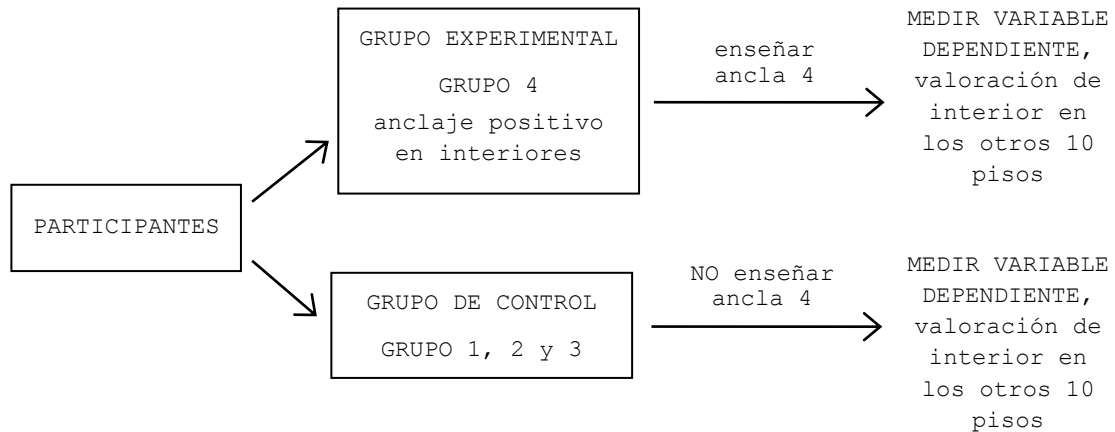 PARTICIPANTES
GRUPO EXPERIMENTAL
GRUPO 4
anclaje positivo
en interiores
enseñar
ancla 4
MEDIR VARIABLE
DEPENDIENTE,
valoración de
interior en
los otros 10
pisos
GRUPO DE CONTROL
GRUPO 1, 2 y 3
NO enseñar
ancla 4
MEDIR VARIABLE
DEPENDIENTE,
valoración de
interior en
los otros 10
pisos